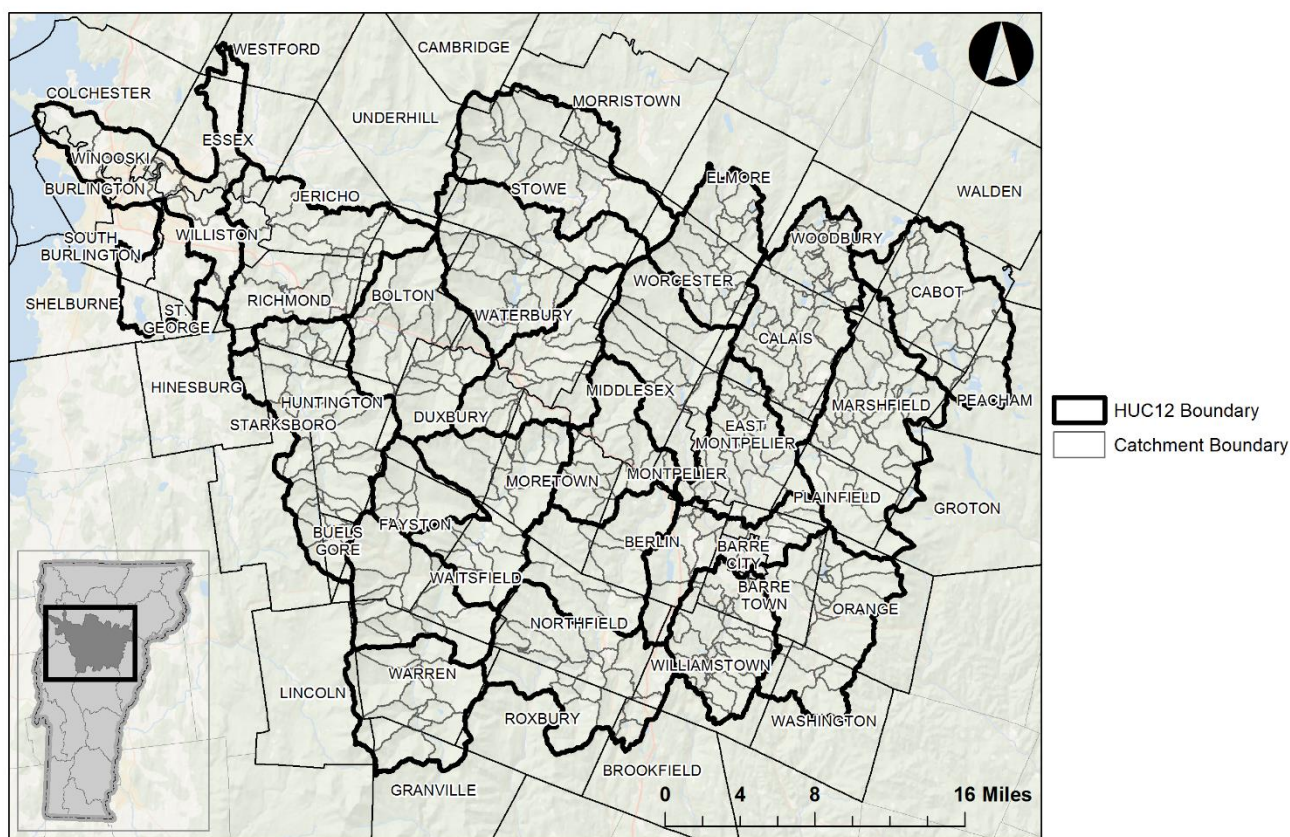 WESTFORD
CAMBRIDGE
COLCHESTER
MORRISTOWN
UNDERHILL
ESSEX
WINOOSKI
BURLINGTON
JERICHO
STOWE
ELMORE
WALDEN
SOUTH
BURLINGTON
WILLISTON
WOODBURY
WORCESTER
CABOT
SHELBURNE
ST.
GEORGE
RICHMOND
BOLTON
WATERBURY
CALAIS
HINESBURG
HUNTINGTON
STARKSBORO
DUXBURY
MIDDLESEX
EAST
MONTPELIER
MARSHFIELD
PEACHAM
HUC12 Boundary
Catchment Boundary
MORETOWN
MONTPELIER
PLAINFIELD
GROTON
BUELS
GORE
FAYSTON
BERLIN
BARRE
CITY
WAITSFIELD
BARRE
TOWN
ORANGE
NORTHFIELD
WARREN
WILLIAMSTOWN
LINCOLN
ROXBURY
WASHINGTON
BROOKFIELD
GRANVILLE
0 4 8 16 Miles